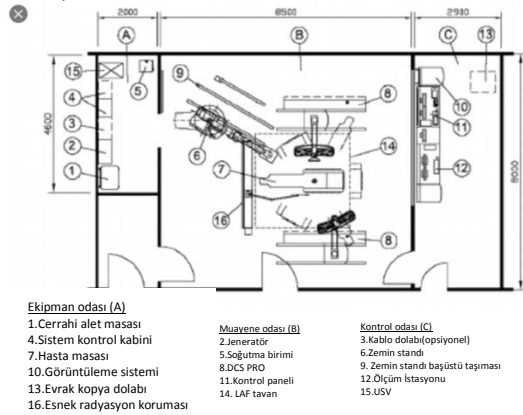 2000
8500
2900
A
B
C
15
5
9
8
13
4
10
4600
3
11
8000
6
14
2
7
12
1
16
8
Ekipman odası (A)
1.Cerrahi alet masası
4.Sistem kontrol kabini
7.Hasta masası
10.Görüntüleme sistemi
13.Evrak kopya dolabı
16.Esnek radyasyon koruması
Muayene odası (B)
2.Jeneratör
5.Soğutma birimi
8.DCS PRO
11.Kontrol paneli
14. LAF tavan
Kontrol odası (C)
3.Kablo dolabı(opsiyonel)
6.Zemin standı
9. Zemin standı başüstü taşıması
12.Ölçüm İstasyonu
15.USV